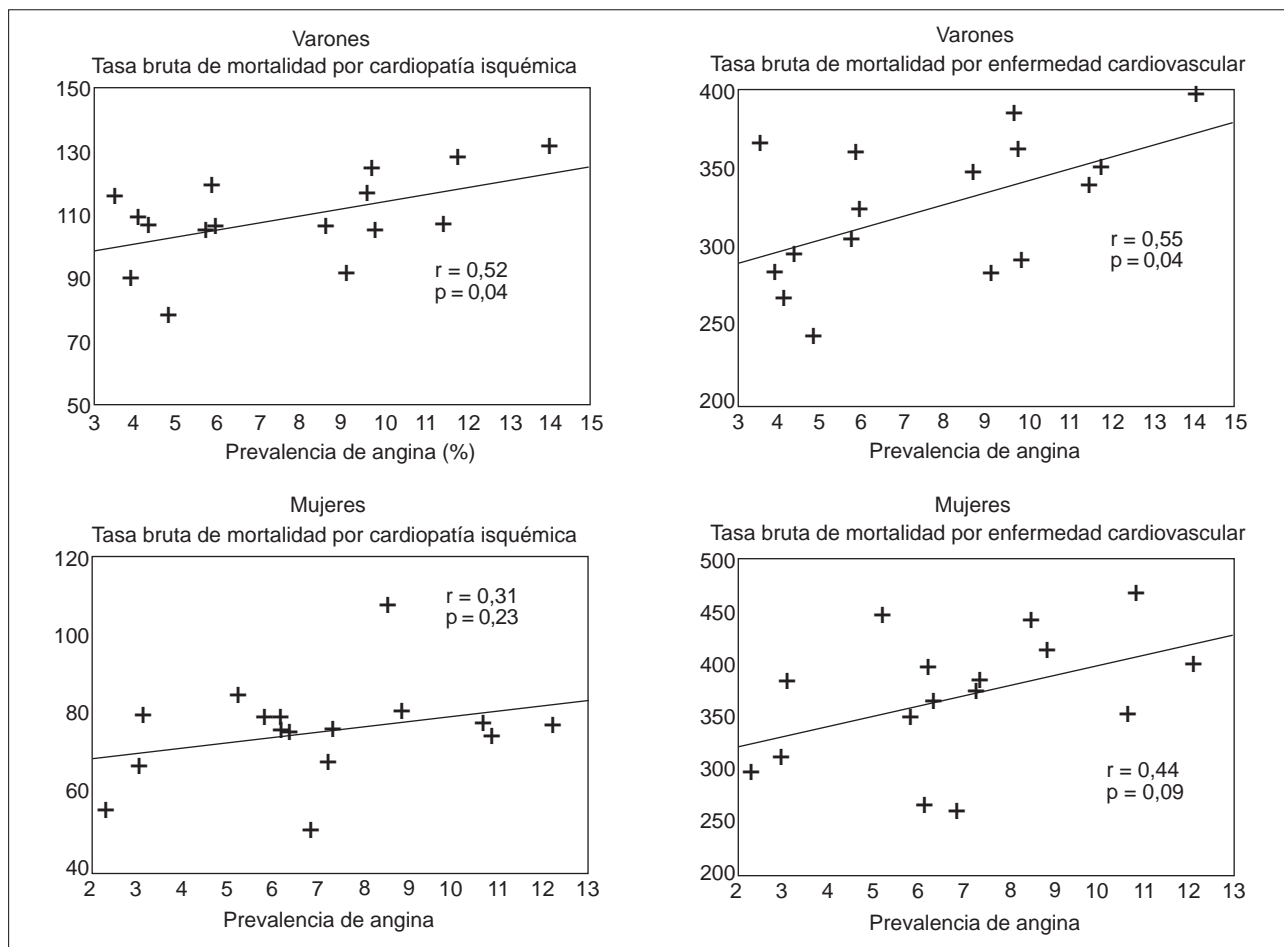 Varones
Tasa bruta de mortalidad por cardiopatía isquémica
150
130
110
90
70
50
3 4 5 6 7 8 9 10 11 12 13 14 15
r = 0,52
p = 0,04
Prevalencia de angina (%)
Varones
Tasa bruta de mortalidad por enfermedad cardiovascular
400
350
300
250
200
3 4 5 6 7 8 9 10 11 12 13 14 15
r = 0,55
p = 0,04
Prevalencia de angina
Mujeres
Tasa bruta de mortalidad por cardiopatía isquémica
120
100
80
60
40
2 3 4 5 6 7 8 9 10 11 12 13
r = 0,31
p = 0,23
Prevalencia de angina
Mujeres
Tasa bruta de mortalidad por enfermedad cardiovascular
500
450
400
350
300
250
200
2 3 4 5 6 7 8 9 10 11 12 13
r = 0,44
p = 0,09
Prevalencia de angina